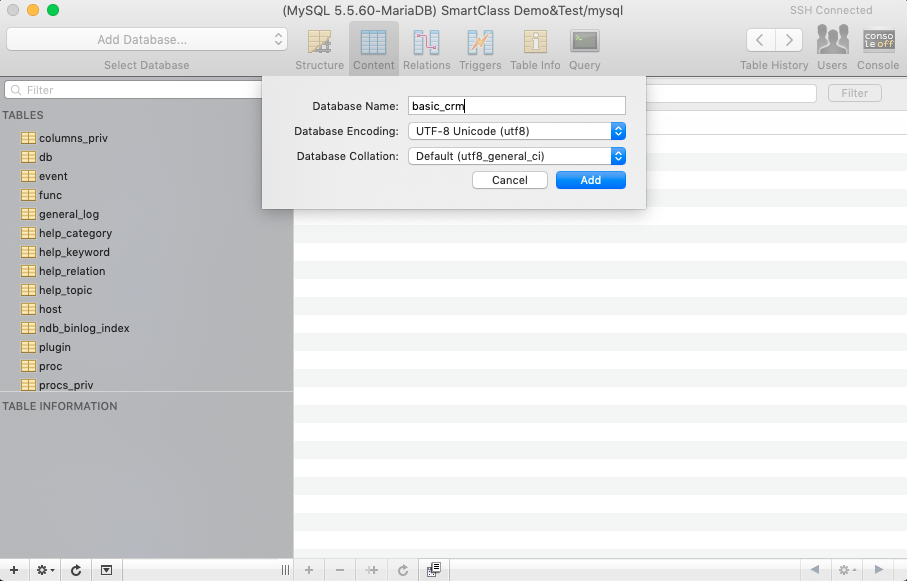 (MySQL 5.5.60-MariaDB) SmartClass Demo&Test/mysql
SSH Connected
Add Database...
Select Database
Structure
Content
Relations
Triggers
Table Info
Query
Table History
Users
console off
Console
Filter
Filter
TABLES
columns_priv
db
event
func
general_log
help_category
help_keyword
help_relation
help_topic
host
ndb_binlog_index
plugin
proc
procs_priv
TABLE INFORMATION
Database Name: basic_crm
Database Encoding: UTF-8 Unicode (utf8)
Database Collation: Default (utf8_general_ci)
Cancel
Add